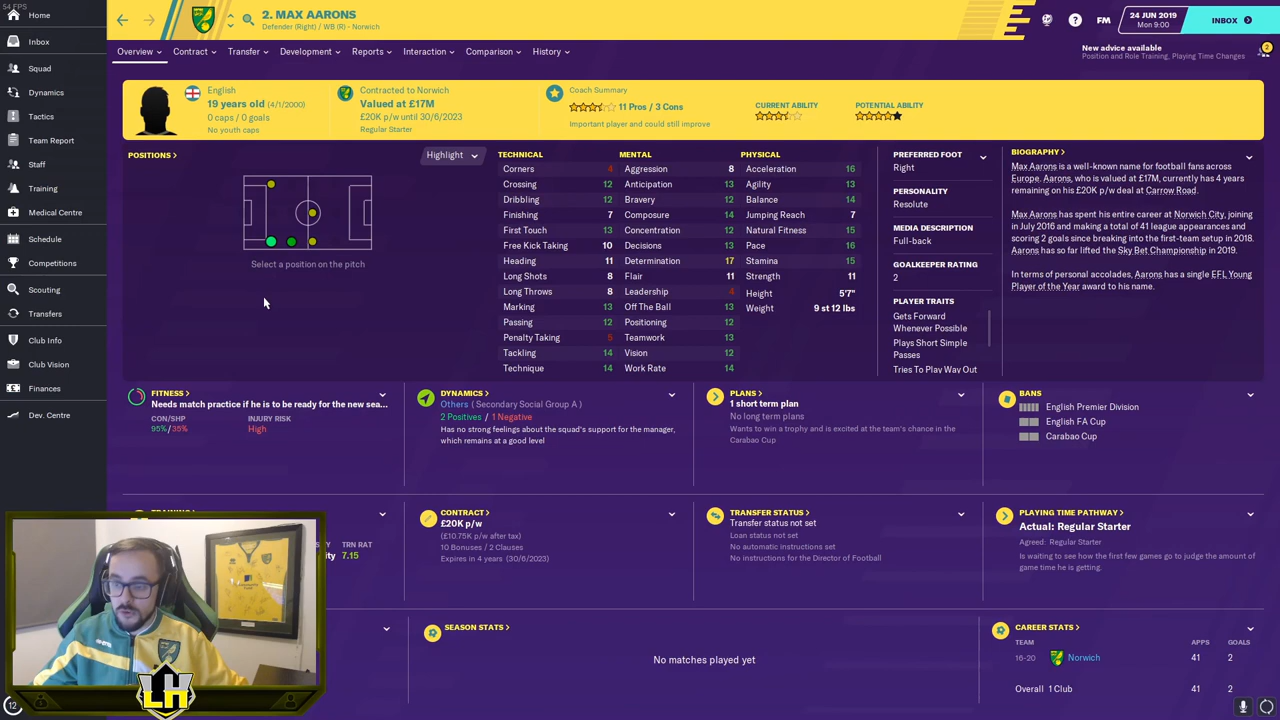 54 FPS
Home
Inbox
Squad
Dynamics
Tactics
Team Report
Staff
Training
Medical Centre
Schedule
Competitions
Scouting
Transfers
Club Info
Club Vision
Finances
Dev. Centre
12
2. MAX AARONS
Defender (Right) / WB (R) - Norwich
FM
24 JUN 2019
Mon 9:00
INBOX
Overview
Contract
Transfer
Development
Reports
Interaction
Comparison
History
New advice available
Position and Role Training, Playing Time Changes
2
English
19 years old (4/1/2000)
0 caps / 0 goals
No youth caps
Contracted to Norwich
Valued at £17M
£20K p/w until 30/6/2023
Regular Starter
Coach Summary
11 Pros / 3 Cons
Important player and could still improve
CURRENT ABILITY
POTENTIAL ABILITY
POSITIONS
Highlight
Select a position on the pitch
TECHNICAL
Corners 4
Crossing 12
Dribbling 12
Finishing 7
First Touch 13
Free Kick Taking 10
Heading 11
Long Shots 8
Long Throws 8
Marking 13
Passing 12
Penalty Taking 5
Tackling 14
Technique 14
MENTAL
Aggression 8
Anticipation 13
Bravery 12
Composure 14
Concentration 12
Decisions 13
Determination 17
Flair 11
Leadership 4
Off The Ball 13
Positioning 12
Teamwork 13
Vision 12
Work Rate 14
PHYSICAL
Acceleration 16
Agility 13
Balance 14
Jumping Reach 7
Natural Fitness 15
Pace 16
Stamina 15
Strength 11
Height 5'7"
Weight 9 st 12 lbs
PREFERRED FOOT
Right
PERSONALITY
Resolute
MEDIA DESCRIPTION
Full-back
GOALKEEPER RATING
2
PLAYER TRAITS
Gets Forward
Whenever Possible
Plays Short Simple
Passes
Tries To Play Way Out
BIOGRAPHY
Max Aarons is a well-known name for football fans across
Europe. Aarons, who is valued at £17M, currently has 4 years
remaining on his £20K p/w deal at Carrow Road.
Max Aarons has spent his entire career at Norwich City, joining
in July 2016 and making a total of 41 league appearances and
scoring 2 goals since breaking into the first-team setup in 2018.
Aarons has so far lifted the Sky Bet Championship in 2019.
In terms of personal accolades, Aarons has a single EFL Young
Player of the Year award to his name.
FITNESS
Needs match practice if he is to be ready for the new sea...
CON/SHP
95%/35%
INJURY RISK
High
DYNAMICS
Others ( Secondary Social Group A )
2 Positives / 1 Negative
Has no strong feelings about the squad's support for the manager,
which remains at a good level
PLANS
1 short term plan
No long term plans
Wants to win a trophy and is excited at the team's chance in the
Carabao Cup
BANS
English Premier Division
English FA Cup
Carabao Cup
TRN RAT
7.15
CONTRACT
£20K p/w
(£10.75K p/w after tax)
10 Bonuses / 2 Clauses
Expires in 4 years (30/6/2023)
TRANSFER STATUS
Transfer status not set
Loan status not set
No automatic instructions set
No instructions for the Director of Football
PLAYING TIME PATHWAY
Actual: Regular Starter
Agreed: Regular Starter
Is waiting to see how the first few games go to judge the amount of
game time he is getting.
SEASON STATS
No matches played yet
CAREER STATS
TEAM APPS GOALS
16-20 Norwich 41 2
Overall 1 Club 41 2
LH